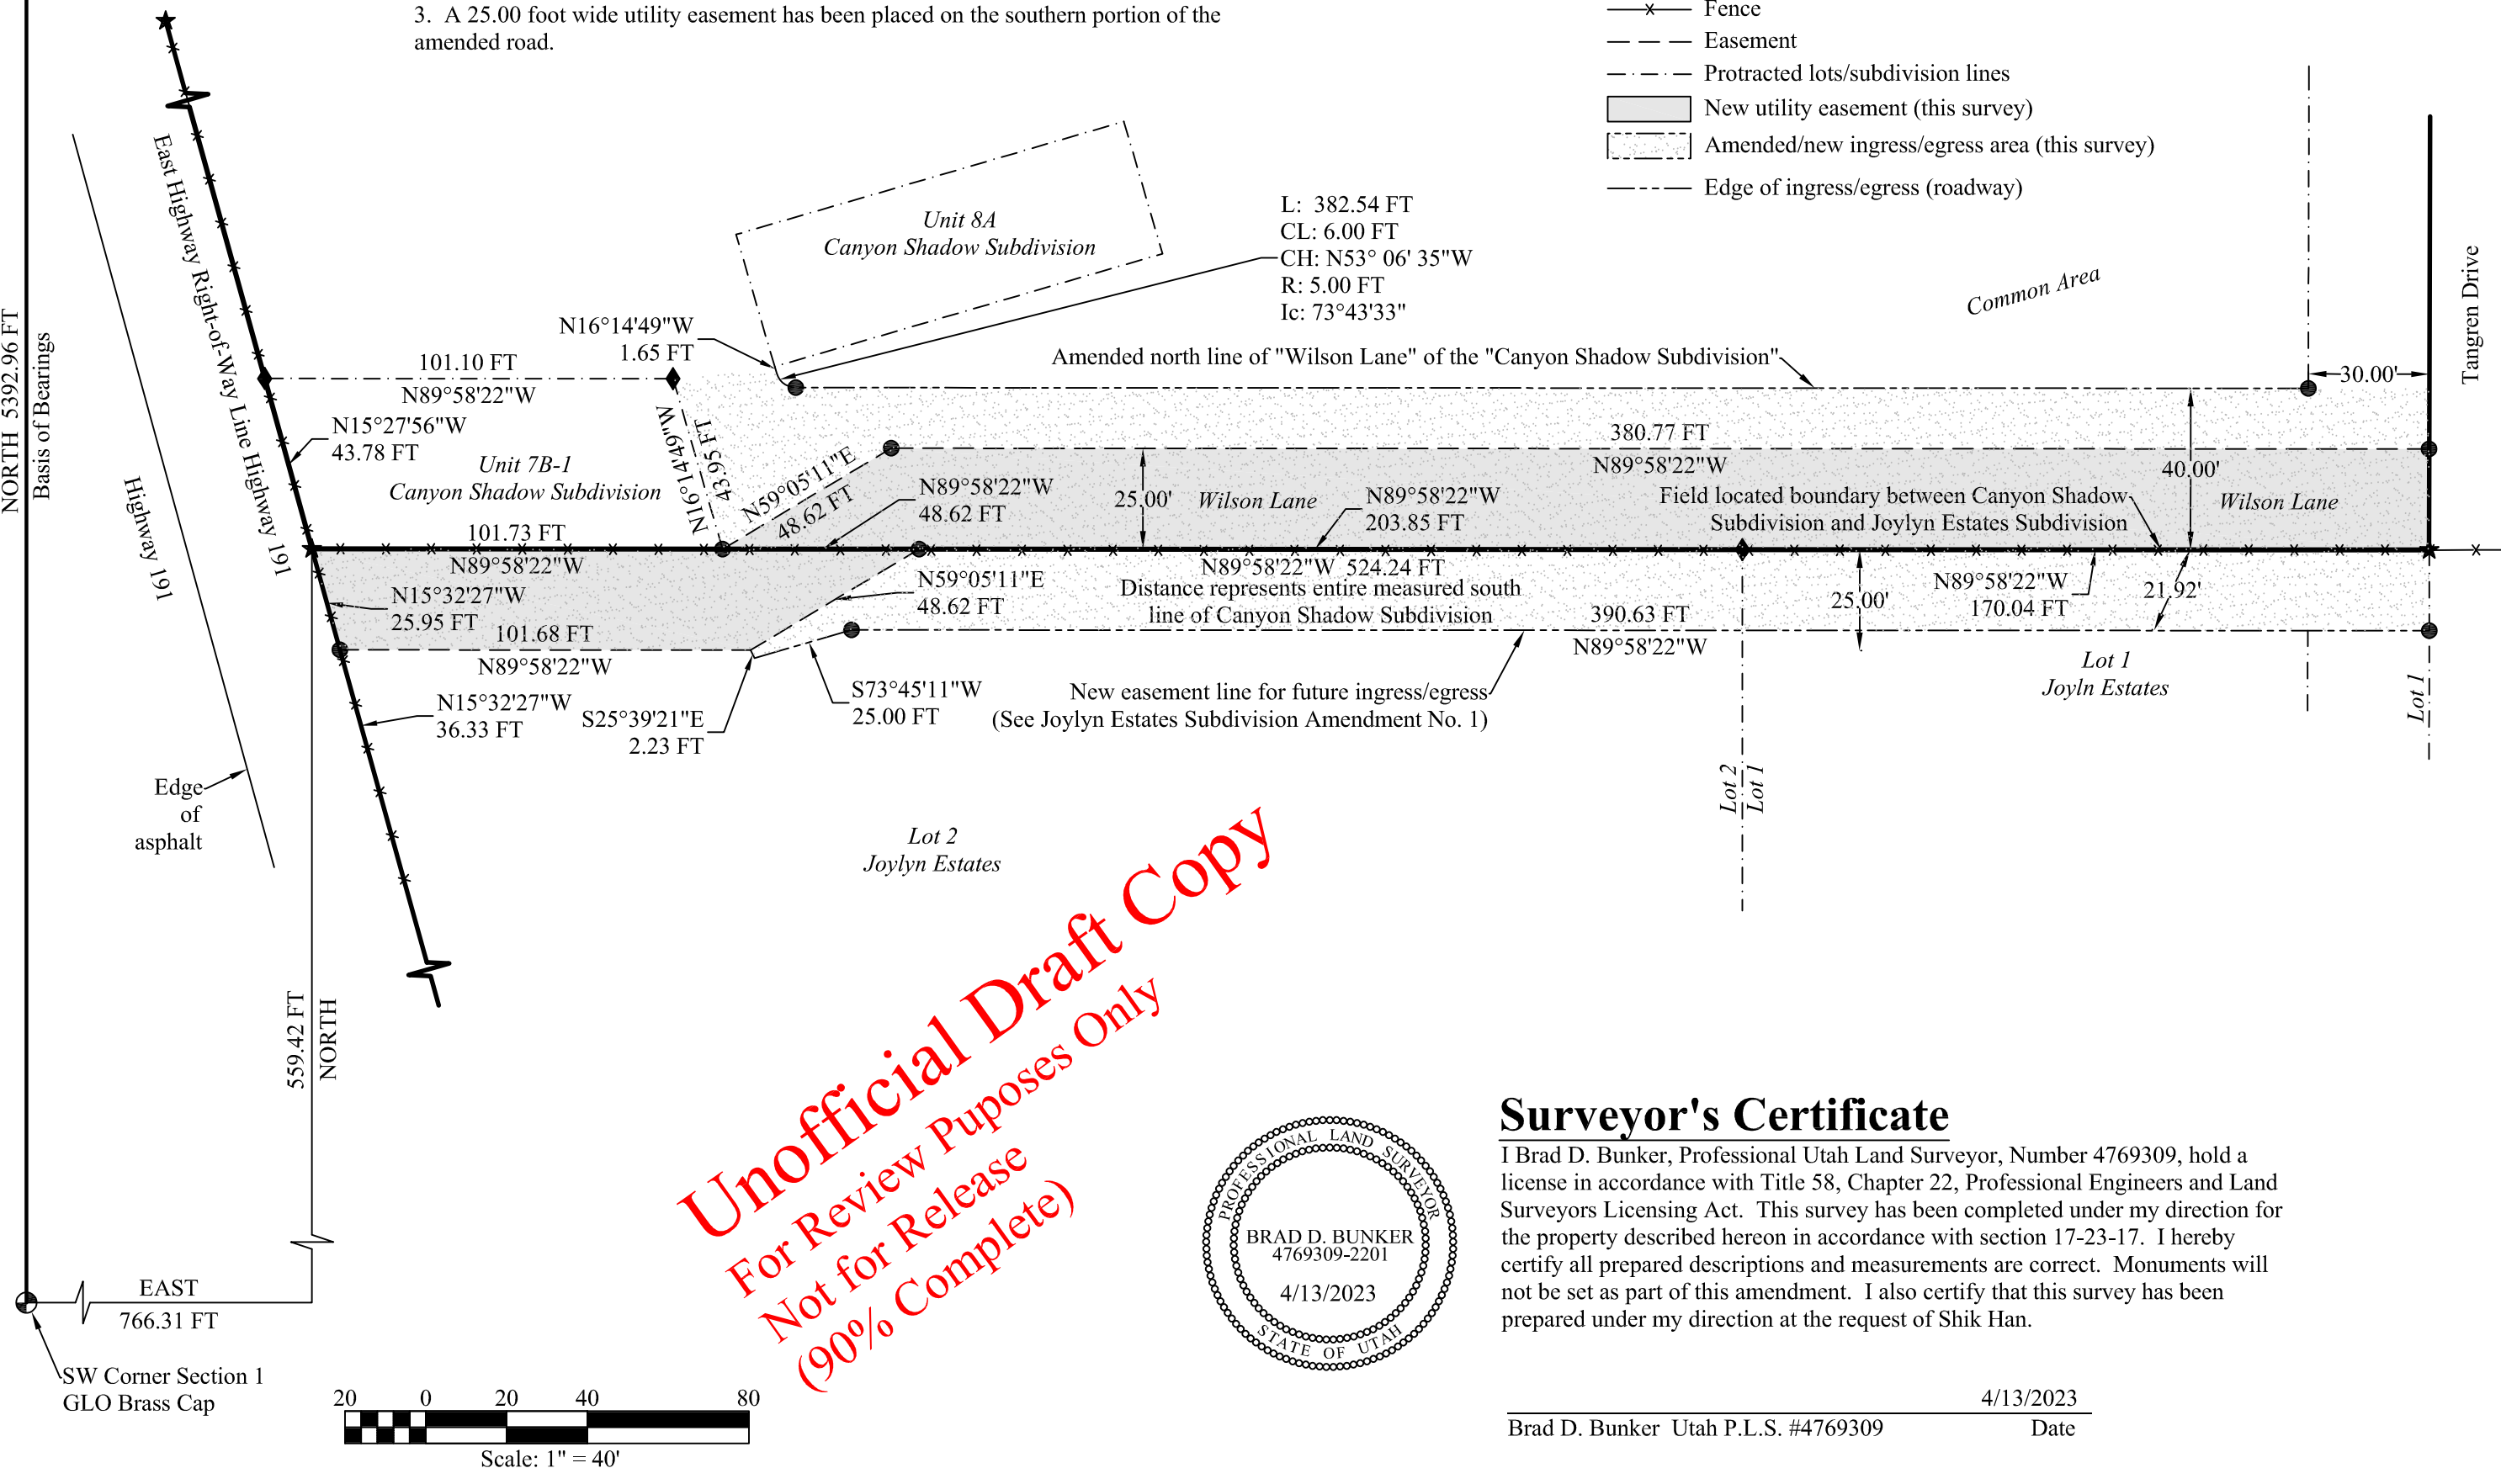 3.  A 25.00 foot wide utility easement has been placed on the southern portion of the
amended road.
Fence
Easement
Protracted lots/subdivision lines
New utility easement (this survey)
Amended/new ingress/egress area (this survey)
Edge of ingress/egress (roadway)
NORTH 5392.96 FT
Basis of Bearings
East Highway Right-of-Way Line Highway 191
Highway 191
Unit 8A
Canyon Shadow Subdivision
L:  382.54 FT
CL: 6.00 FT
CH: N53° 06' 35"W
R: 5.00 FT
Ic: 73°43'33"
Common Area
Tangren Drive
N16°14'49"W
1.65 FT
Amended north line of "Wilson Lane" of the "Canyon Shadow Subdivision"
101.10 FT
N89°58'22"W
30.00'
N15°27'56"W
43.78 FT
Unit 7B-1
Canyon Shadow Subdivision
N16°14'49"W
43.95 FT
N59°05'11"E
48.62 FT
380.77 FT
N89°58'22"W
40.00'
N89°58'22"W
48.62 FT
25.00'
Wilson Lane
N89°58'22"W
203.85 FT
Field located boundary between Canyon Shadow
Subdivision and Joylyn Estates Subdivision
Wilson Lane
101.73 FT
N89°58'22"W
N89°58'22"W  524.24 FT
Distance represents entire measured south
line of Canyon Shadow Subdivision
N59°05'11"E
48.62 FT
N15°32'27"W
25.95 FT
101.68 FT
N89°58'22"W
390.63 FT
N89°58'22"W
25.00'
N89°58'22"W
170.04 FT
21.92'
N15°32'27"W
36.33 FT
S25°39'21"E
2.23 FT
S73°45'11"W
25.00 FT
New easement line for future ingress/egress
(See Joylyn Estates Subdivision Amendment No. 1)
Lot 1
Joyln Estates
Lot 1
Edge
of
asphalt
Lot 2
Lot 1
Lot 2
Joylyn Estates
559.42 FT
NORTH
Unofficial Draft Copy
For Review Puposes Only
Not for Release
(90% Complete)
EAST
766.31 FT
SW Corner Section 1
GLO Brass Cap
20 0 20 40 80
Scale: 1" = 40'
PROFESSIONAL LAND SURVEYOR
BRAD D. BUNKER
4769309-2201
4/13/2023
STATE OF UTAH
Surveyor's Certificate
I Brad D. Bunker, Professional Utah Land Surveyor, Number 4769309, hold a
license in accordance with Title 58, Chapter 22, Professional Engineers and Land
Surveyors Licensing Act.  This survey has been completed under my direction for
the property described hereon in accordance with section 17-23-17.  I hereby
certify all prepared descriptions and measurements are correct.  Monuments will
not be set as part of this amendment.  I also certify that this survey has been
prepared under my direction at the request of Shik Han.
4/13/2023
Brad D. Bunker  Utah P.L.S. #4769309
Date